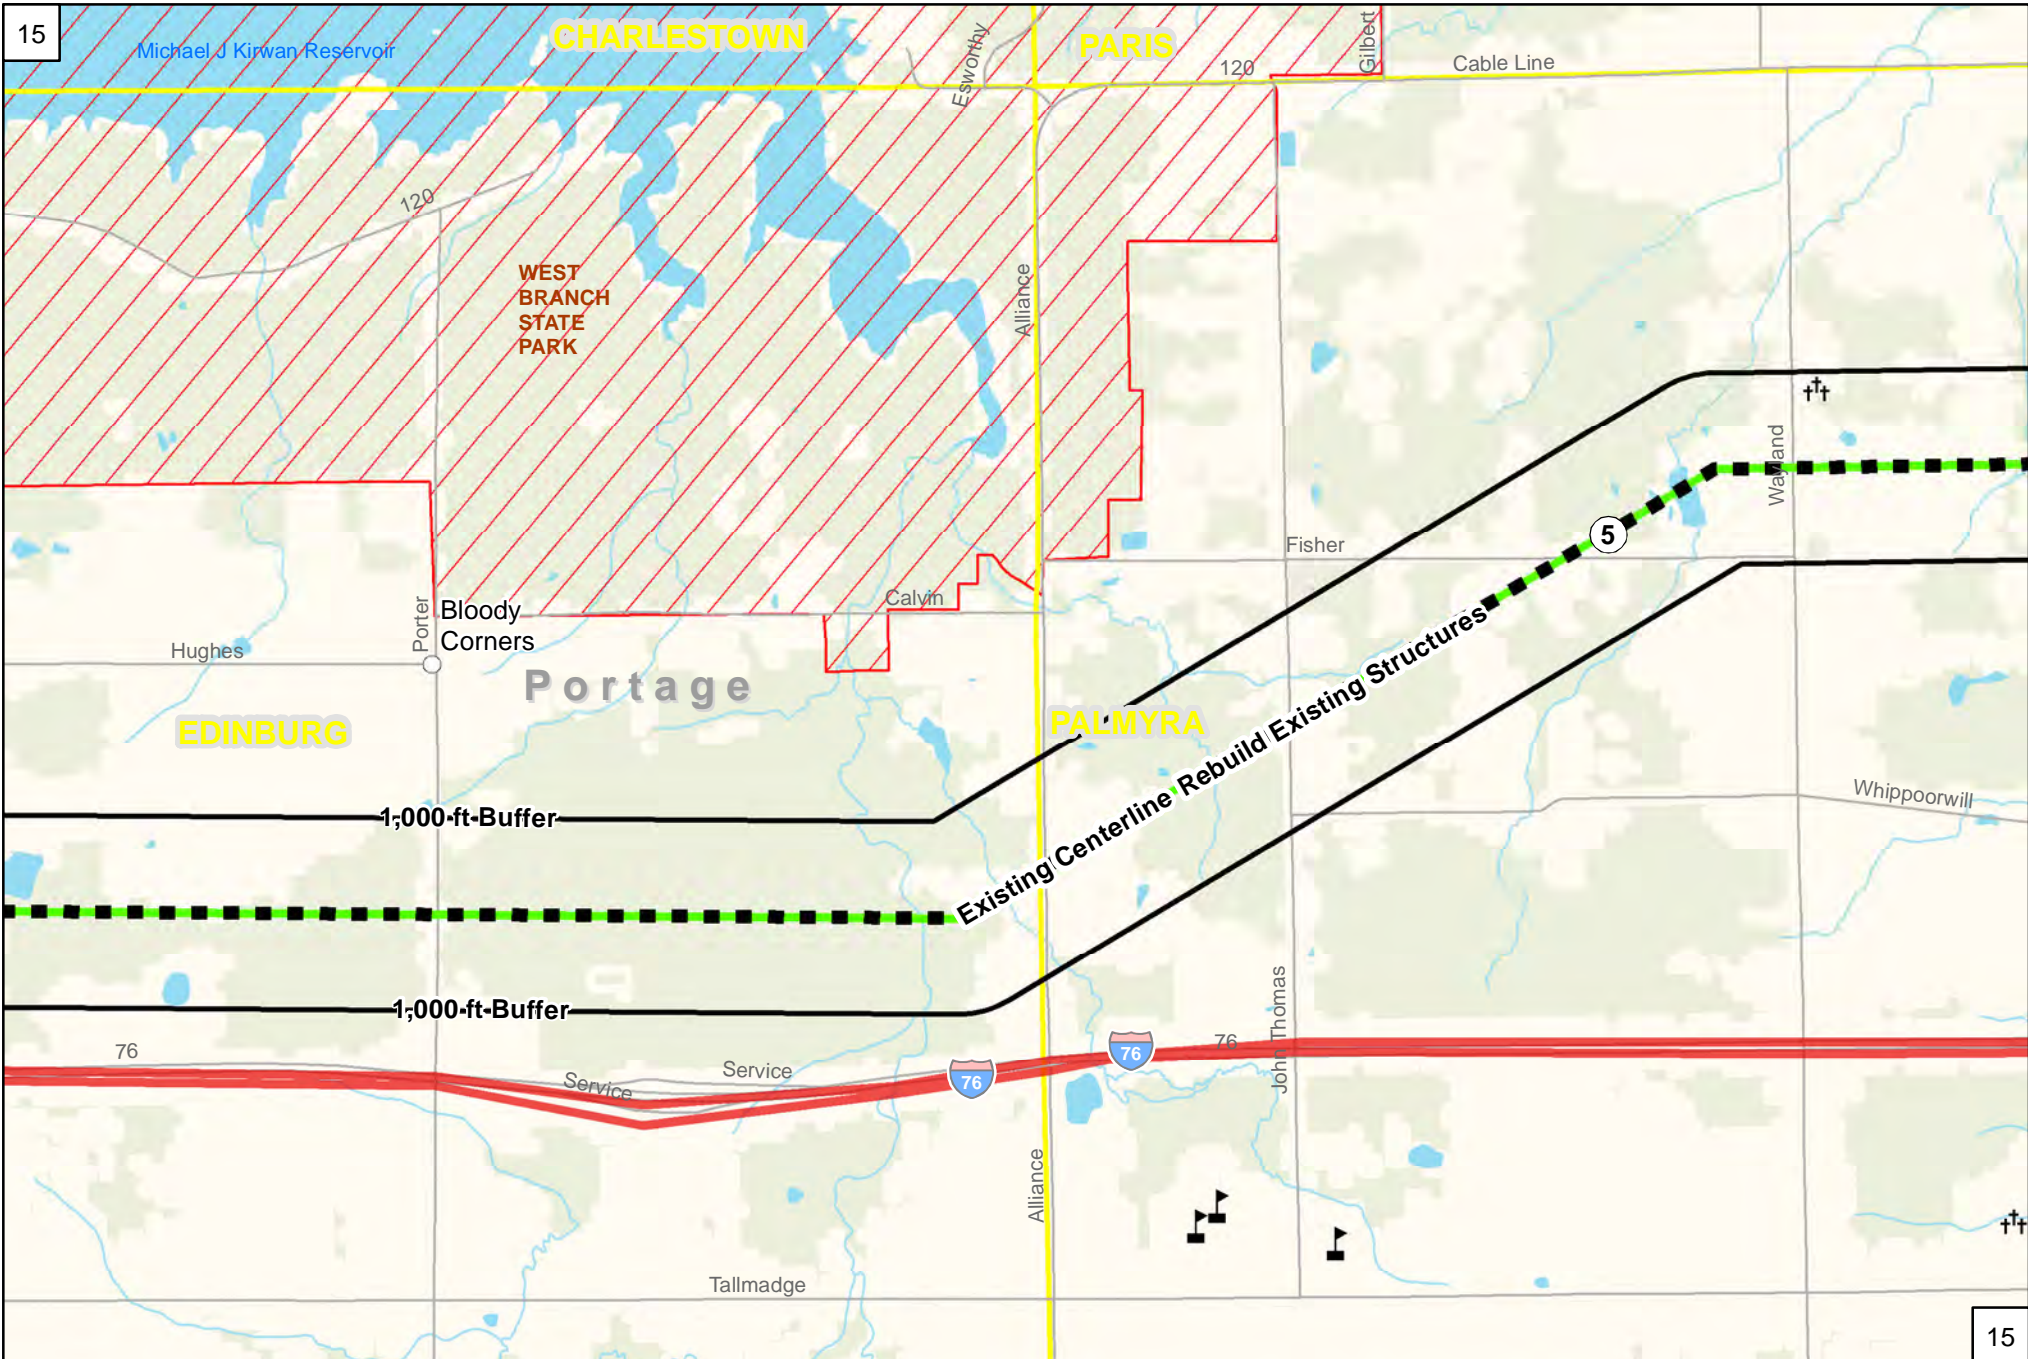 15
Michael J Kirwan Reservoir
CHARLESTOWN
Esworthy
PARIS
120
Gilbert
Cable Line
120
WEST
BRANCH
STATE
PARK
Alliance
Wayland
5
Fisher
Calvin
Porter
Bloody
Corners
Hughes
Portage
EDINBURG
PALMYRA
Existing Centerline Rebuild Existing Structures
Whippoorwill
1,000 ft Buffer
1,000 ft Buffer
John Thomas
76
Service
Service
76
76
76
Alliance
Tallmadge
15